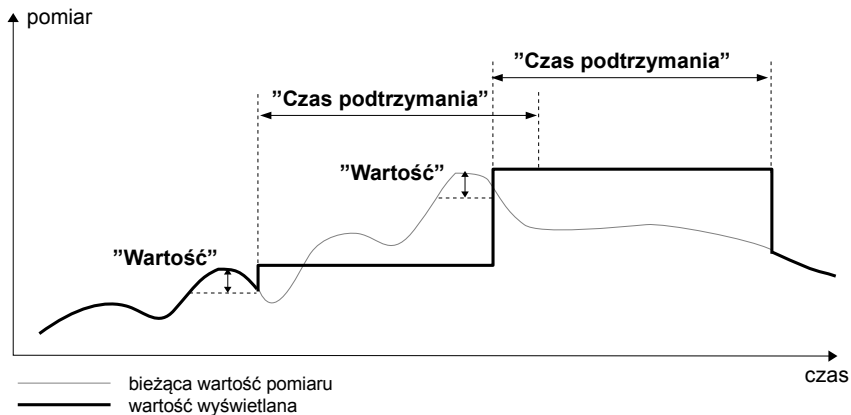 pomiar
”Czas podtrzymania”
”Czas podtrzymania”
”Wartość”
”Wartość”
czas
bieżąca wartość pomiaru
wartość wyświetlana